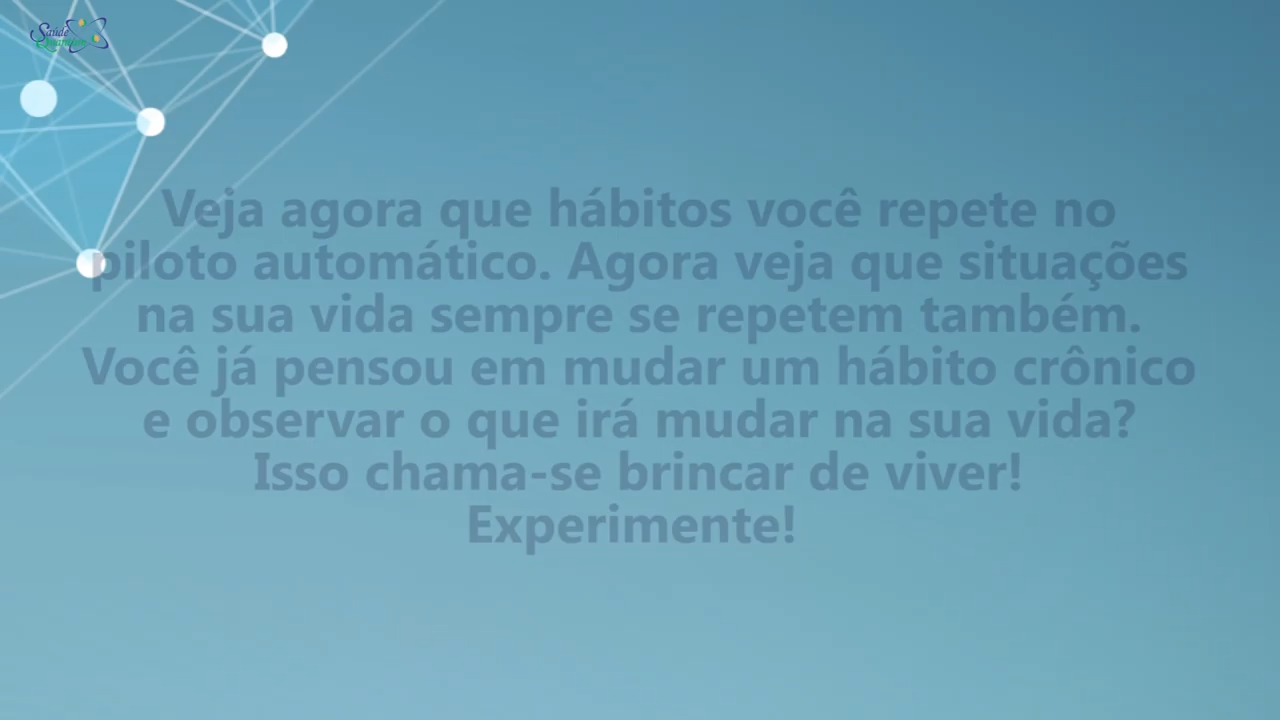 Saúde
Quantum
Veja agora que hábitos você repete no
piloto automático. Agora veja que situações
na sua vida sempre se repetem também.
Você já pensou em mudar um hábito crônico
e observar o que irá mudar na sua vida?
Isso chama-se brincar de viver!
Experimente!